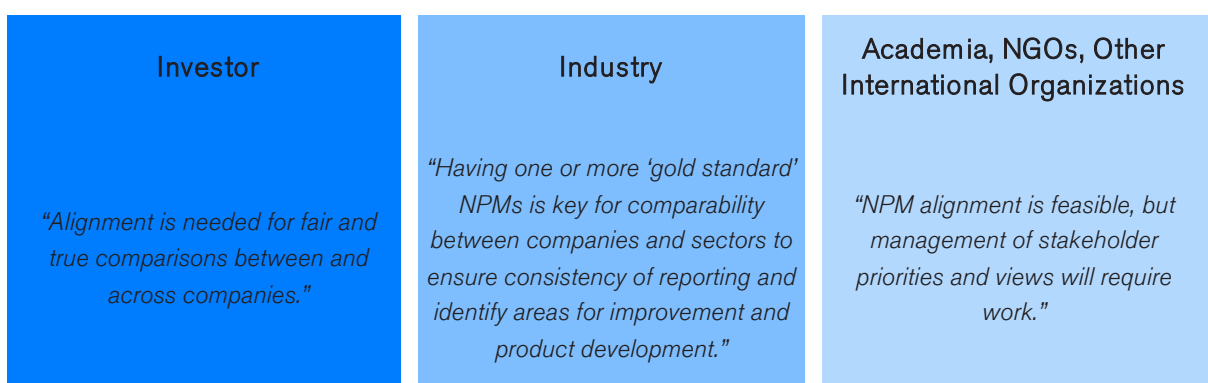 Investor
“Alignment is needed for fair and
true comparisons between and
across companies.”
Industry
“Having one or more ‘gold standard’
NPMs is key for comparability
between companies and sectors to
ensure consistency of reporting and
identify areas for improvement and
product development.”
Academia, NGOs, Other
International Organizations
“NPM alignment is feasible, but
management of stakeholder
priorities and views will require
work.”